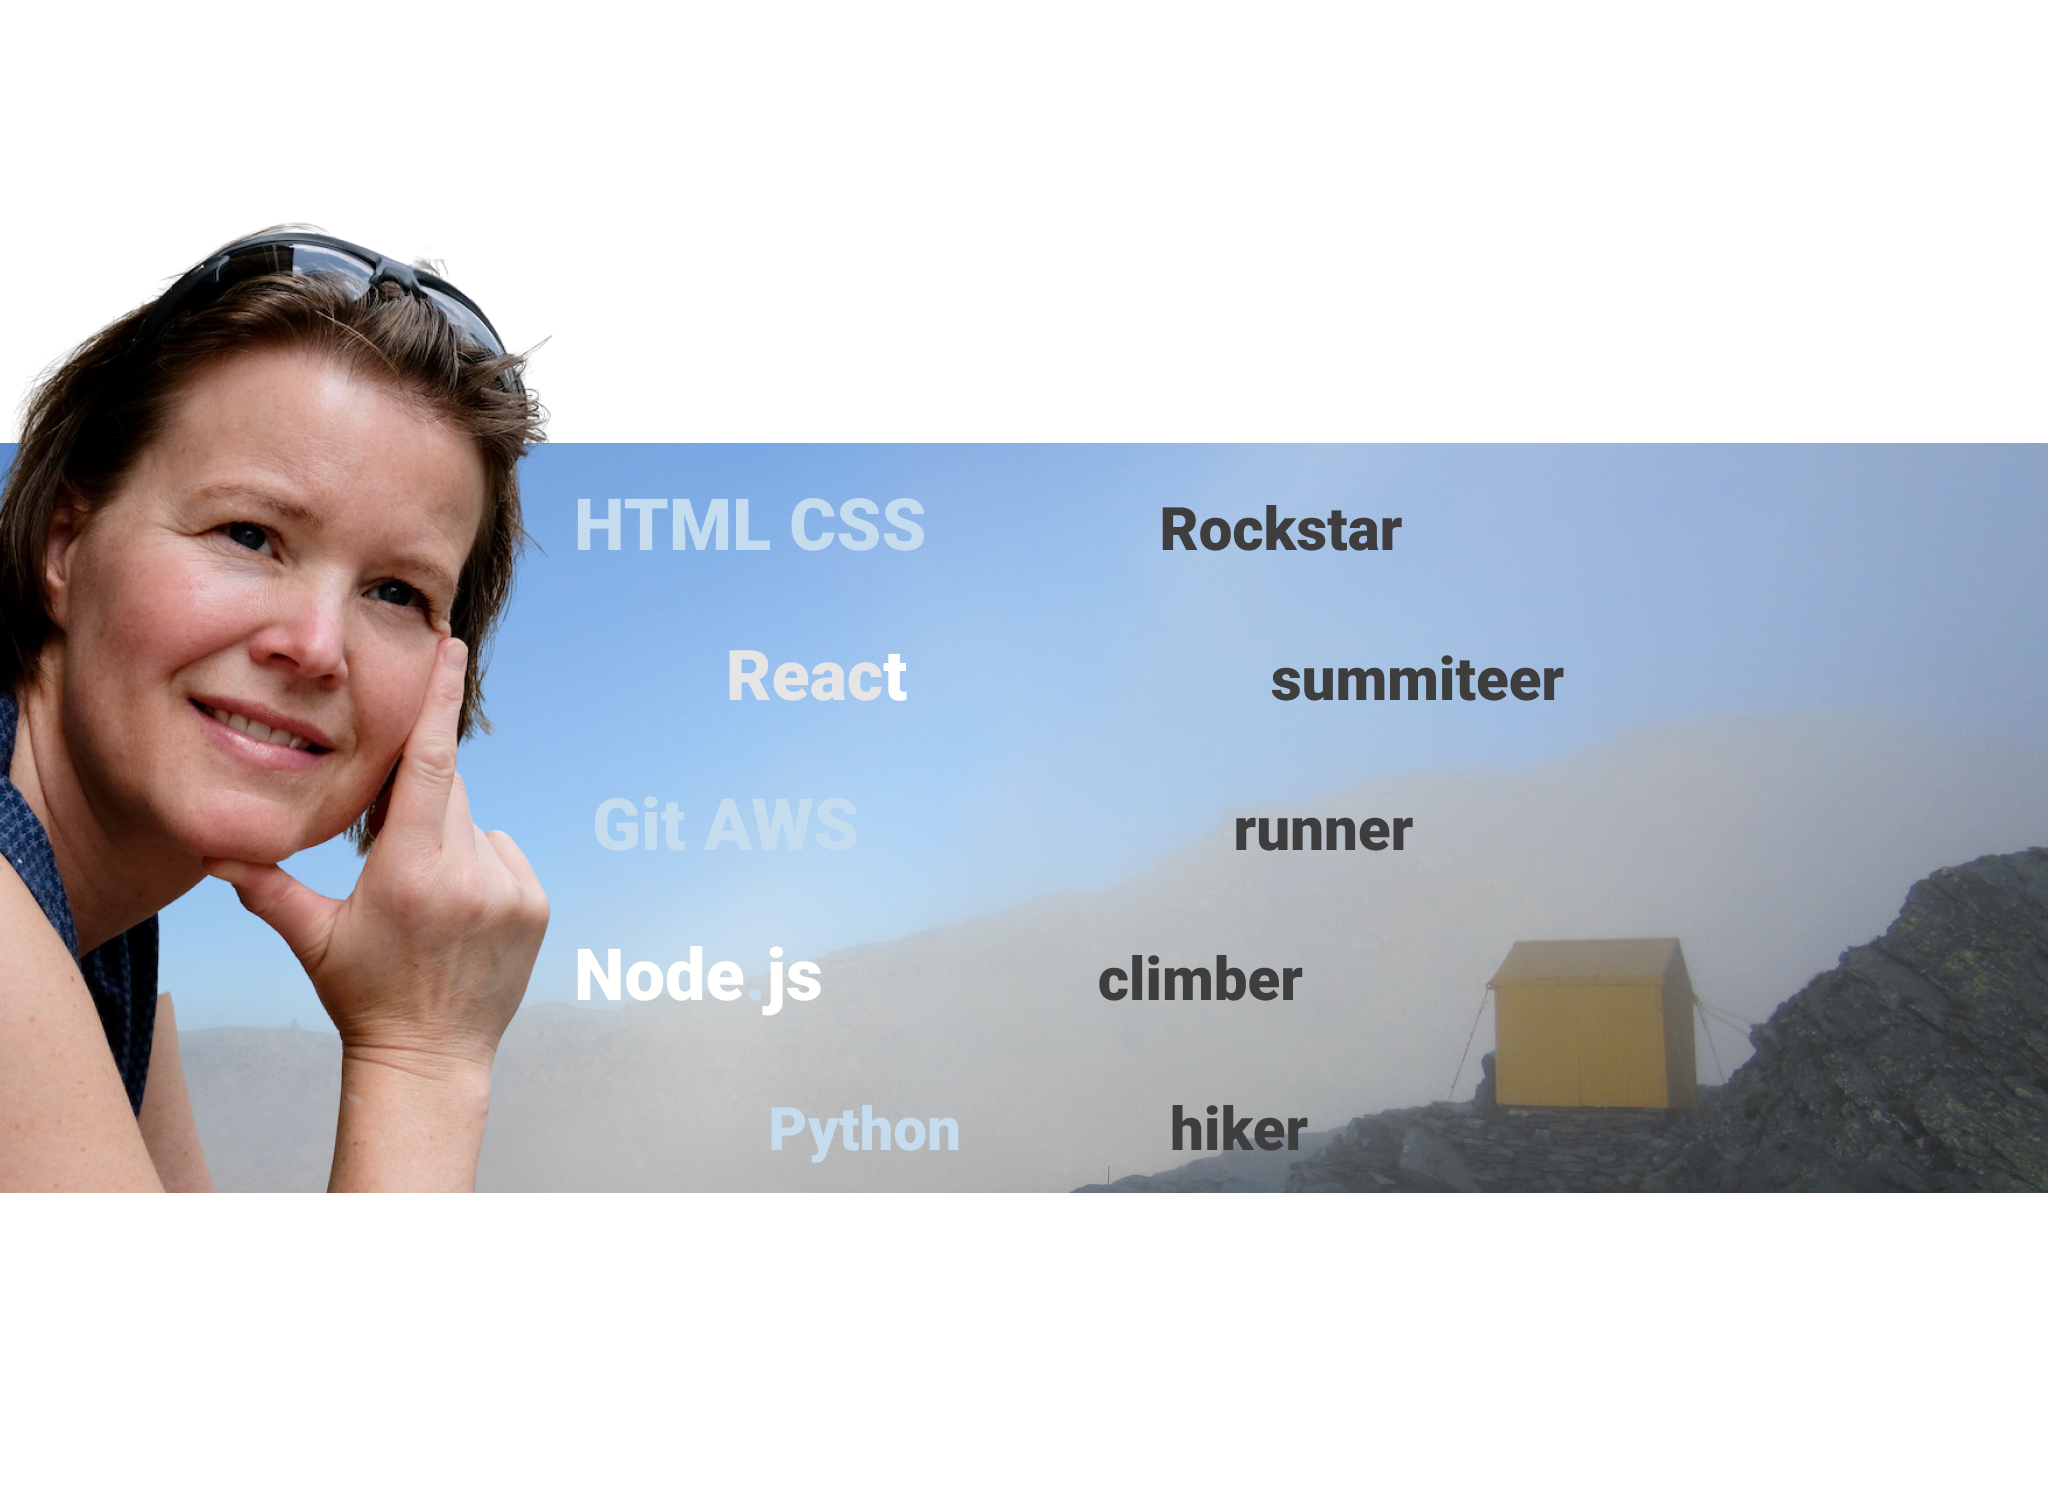 HTML CSS
Rockstar
React
summiteer
Git AWS
runner
Node.js
climber
Python
hiker